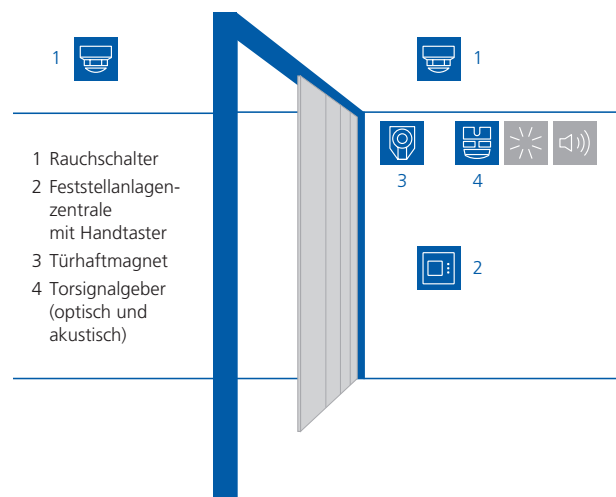 1
1
1 Rauchschalter
2 Feststellanlagen-
zentrale
mit Handtaster
3 Türhaftmagnet
4 Torsignalgeber
(optisch und
akustisch)
3
4
2